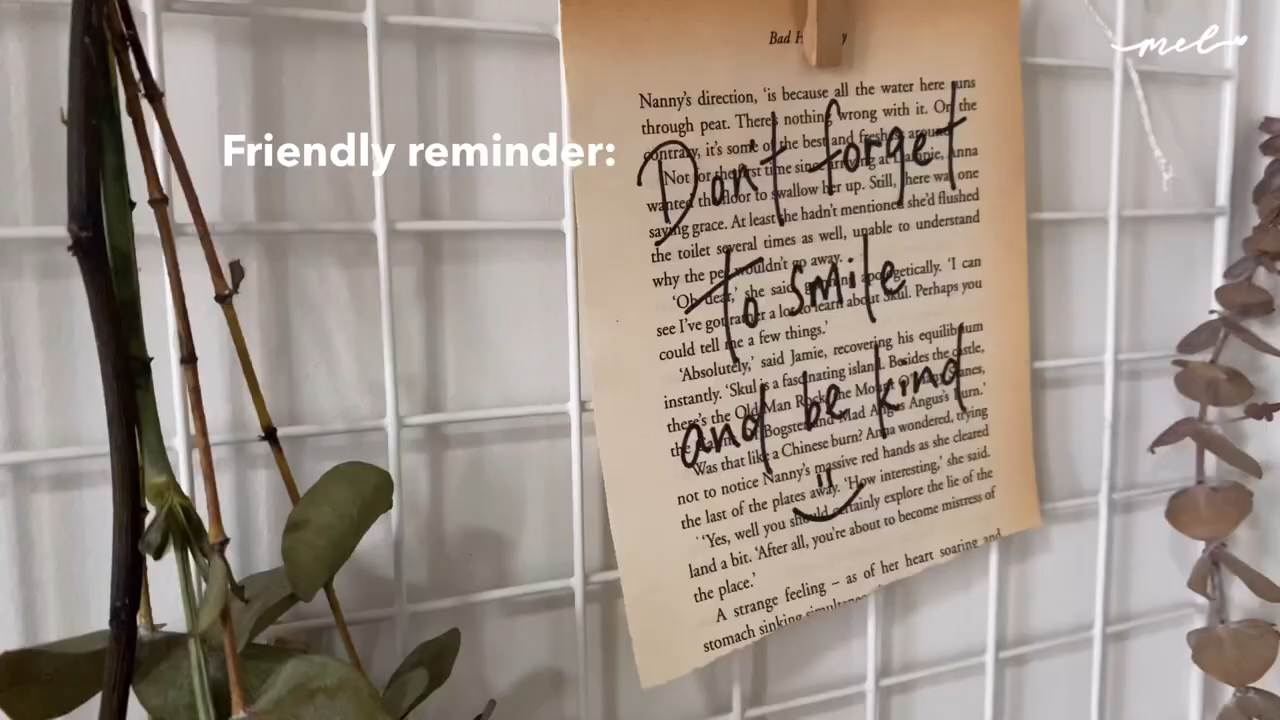 mel
Friendly reminder:
Bad
Nanny's direction, 'is because all the water here runs
through peat. There's nothing wrong with it. On the
contrary, it's some of the best and freshest around
Not for the first time since arriving at Anna
wanted the floor to swallow her up. Still, there was one
saying grace. At least she hadn't mentioned she'd flushed
the toilet several times as well, unable to understand
why the pee wouldn't go away.
'Oh dear,' she said, apologetically. 'I can
see I've got rather a lot to learn about Skul. Perhaps you
could tell me a few things.'
'Absolutely,' said Jamie, recovering his equilibrium
instantly. 'Skul is a fascinating island. Besides the castle,
there's the Old Man Rock, the Mount O' Many Stanes,
the Bogster and Mad Angus Angus's Burn.'
Was that like a Chinese burn? Anna wondered, trying
not to notice Nanny's massive red hands as she cleared
the last of the plates away. 'How interesting,' she said.
'Yes, well you should certainly explore the lie of the
land a bit. 'After all, you're about to become mistress of
the place.'
A strange feeling – as of her heart soaring and
stomach sinking
Don't forget
to smile
and be kind